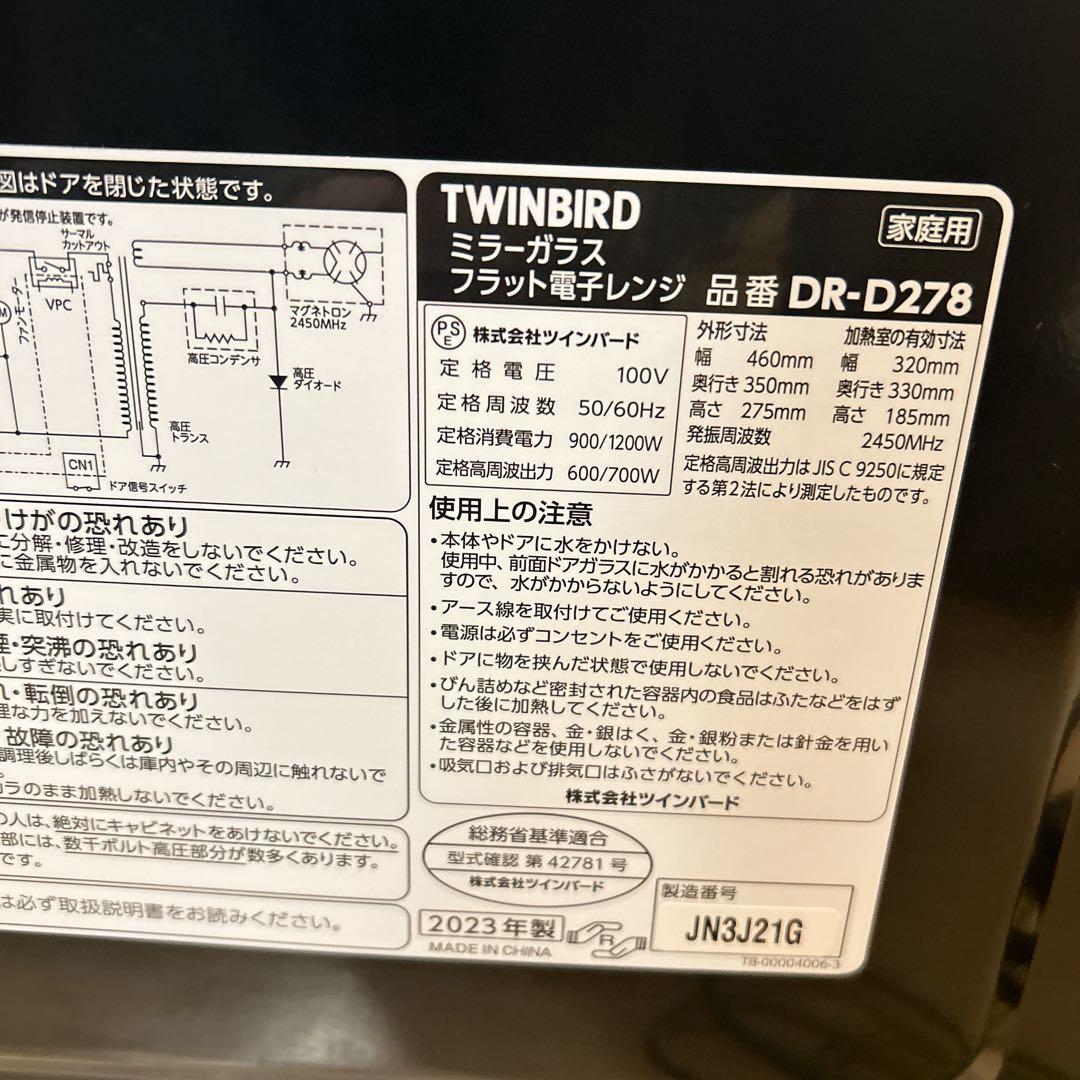 図はドアを閉じた状態です。
が発信停止装置です。
サーマル
カットアウト
VPC
ファンモーター
M
マグネトロン
2450MHz
高圧コンデンサ
高圧
ダイオード
高圧
トランス
CN1
ドア信号スイッチ
けがの恐れあり
に分解・修理・改造をしないでください。
に金属物を入れないでください。
れあり
実に取付けてください。
・突沸の恐れあり
しすぎないでください。
れ・転倒の恐れあり
理な力を加えないでください。
故障の恐れあり
調理後しばらくは庫内やその周辺に触れないで
。
カラのまま加熱しないでください。
の人は、絶対にキャビネットをあけないでください。
部には、数千ボルト高圧部分が数多くあります。
です。
は必ず取扱説明書をお読みください。
TWINBIRD
家庭用
ミラーガラス
フラット電子レンジ 品番 DR-D278
PSE 株式会社ツインバード
定格電圧 100V
定格周波数 50/60Hz
定格消費電力 900/1200W
定格高周波出力 600/700W
外形寸法 加熱室の有効寸法
幅 460mm 幅 320mm
奥行き 350mm 奥行き 330mm
高さ 275mm 高さ 185mm
発振周波数 2450MHz
定格高周波出力はJIS C 9250に規定
する第2法により測定したものです。
使用上の注意
・本体やドアに水をかけない。
使用中、前面ドアガラスに水がかかると割れる恐れがありま
すので、水がかからないようにしてください。
・アース線を取付けてご使用ください。
・電源は必ずコンセントをご使用ください。
・ドアに物を挟んだ状態で使用しないでください。
・びん詰めなど密封された容器内の食品はふたなどをはず
した後に加熱してください。
・金属性の容器、金・銀はく、金・銀粉または針金を用い
た容器などを使用しないでください。
・吸気口および排気口はふさがないでください。
株式会社ツインバード
総務省基準適合
型式確認 第 42781 号
株式会社ツインバード
2023年製
MADE IN CHINA
R
製造番号
JN3J21G
TB-00004006-3